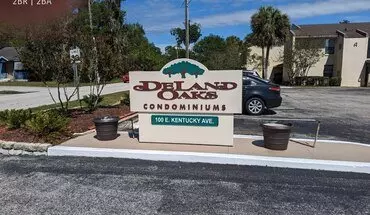 2BR | 2BA
DELAND
OAKS
CONDOMINIUMS
100 E. KENTUCKY AVE.